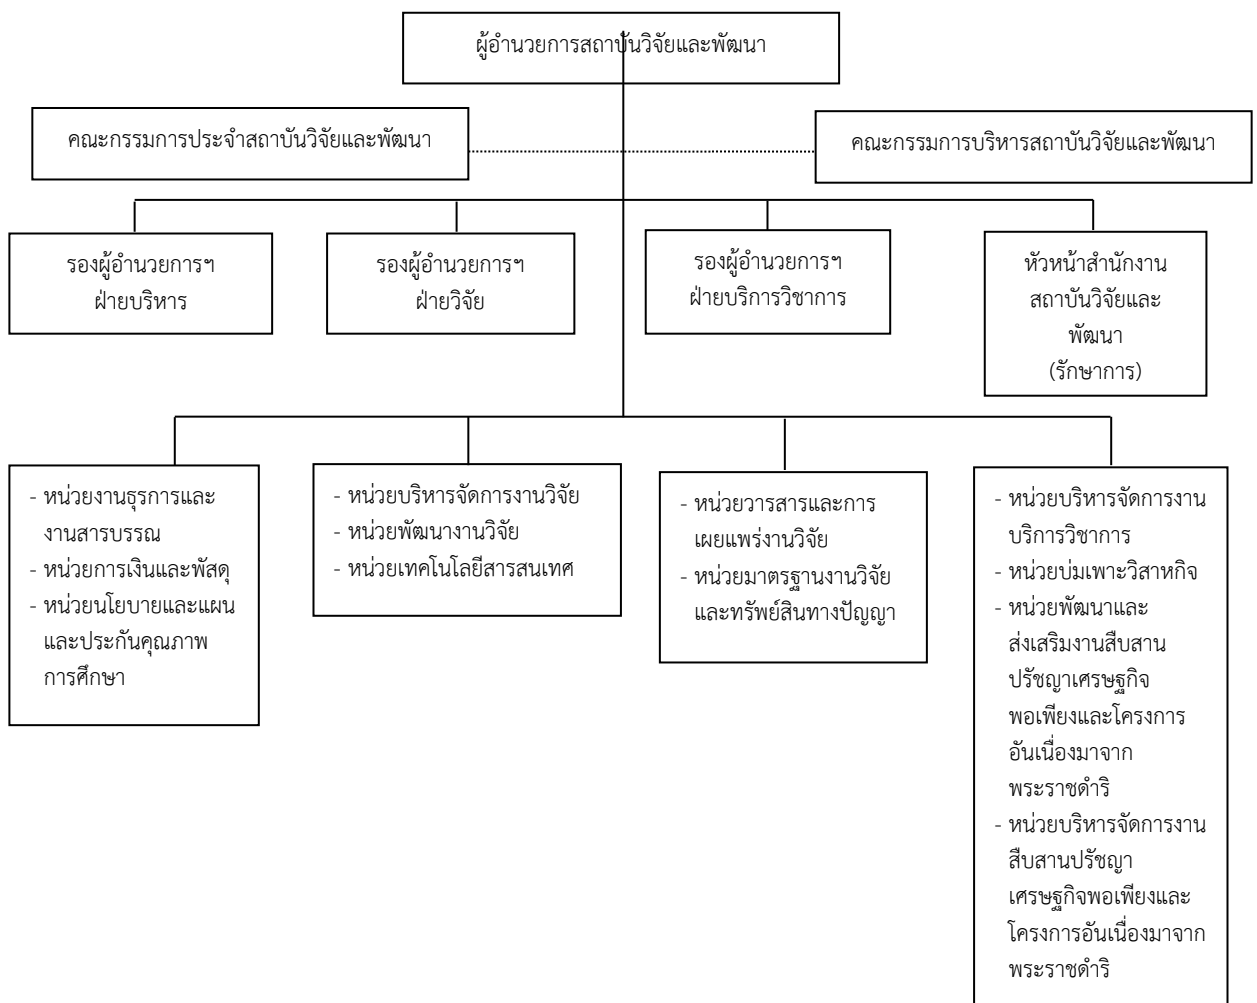 ผู้อำนวยการสถาบันวิจัยและพัฒนา
คณะกรรมการประจำสถาบันวิจัยและพัฒนา
คณะกรรมการบริหารสถาบันวิจัยและพัฒนา
รองผู้อำนวยการฯ
ฝ่ายบริหาร
รองผู้อำนวยการฯ
ฝ่ายวิจัย
รองผู้อำนวยการฯ
ฝ่ายบริการวิชาการ
หัวหน้าสำนักงาน
สถาบันวิจัยและ
พัฒนา
(รักษาการ)
- หน่วยงานธุรการและ
งานสารบรรณ
- หน่วยการเงินและพัสดุ
- หน่วยนโยบายและแผน
และประกันคุณภาพ
การศึกษา
- หน่วยบริหารจัดการงานวิจัย
- หน่วยพัฒนางานวิจัย
- หน่วยเทคโนโลยีสารสนเทศ
- หน่วยวารสารและการ
เผยแพร่งานวิจัย
- หน่วยมาตรฐานงานวิจัย
และทรัพย์สินทางปัญญา
- หน่วยบริหารจัดการงาน
บริการวิชาการ
- หน่วยบ่มเพาะวิสาหกิจ
- หน่วยพัฒนาและ
ส่งเสริมงานสืบสาน
ปรัชญาเศรษฐกิจ
พอเพียงและโครงการ
อันเนื่องมาจาก
พระราชดำริ
- หน่วยบริหารจัดการงาน
สืบสานปรัชญา
เศรษฐกิจพอเพียงและ
โครงการอันเนื่องมาจาก
พระราชดำริ